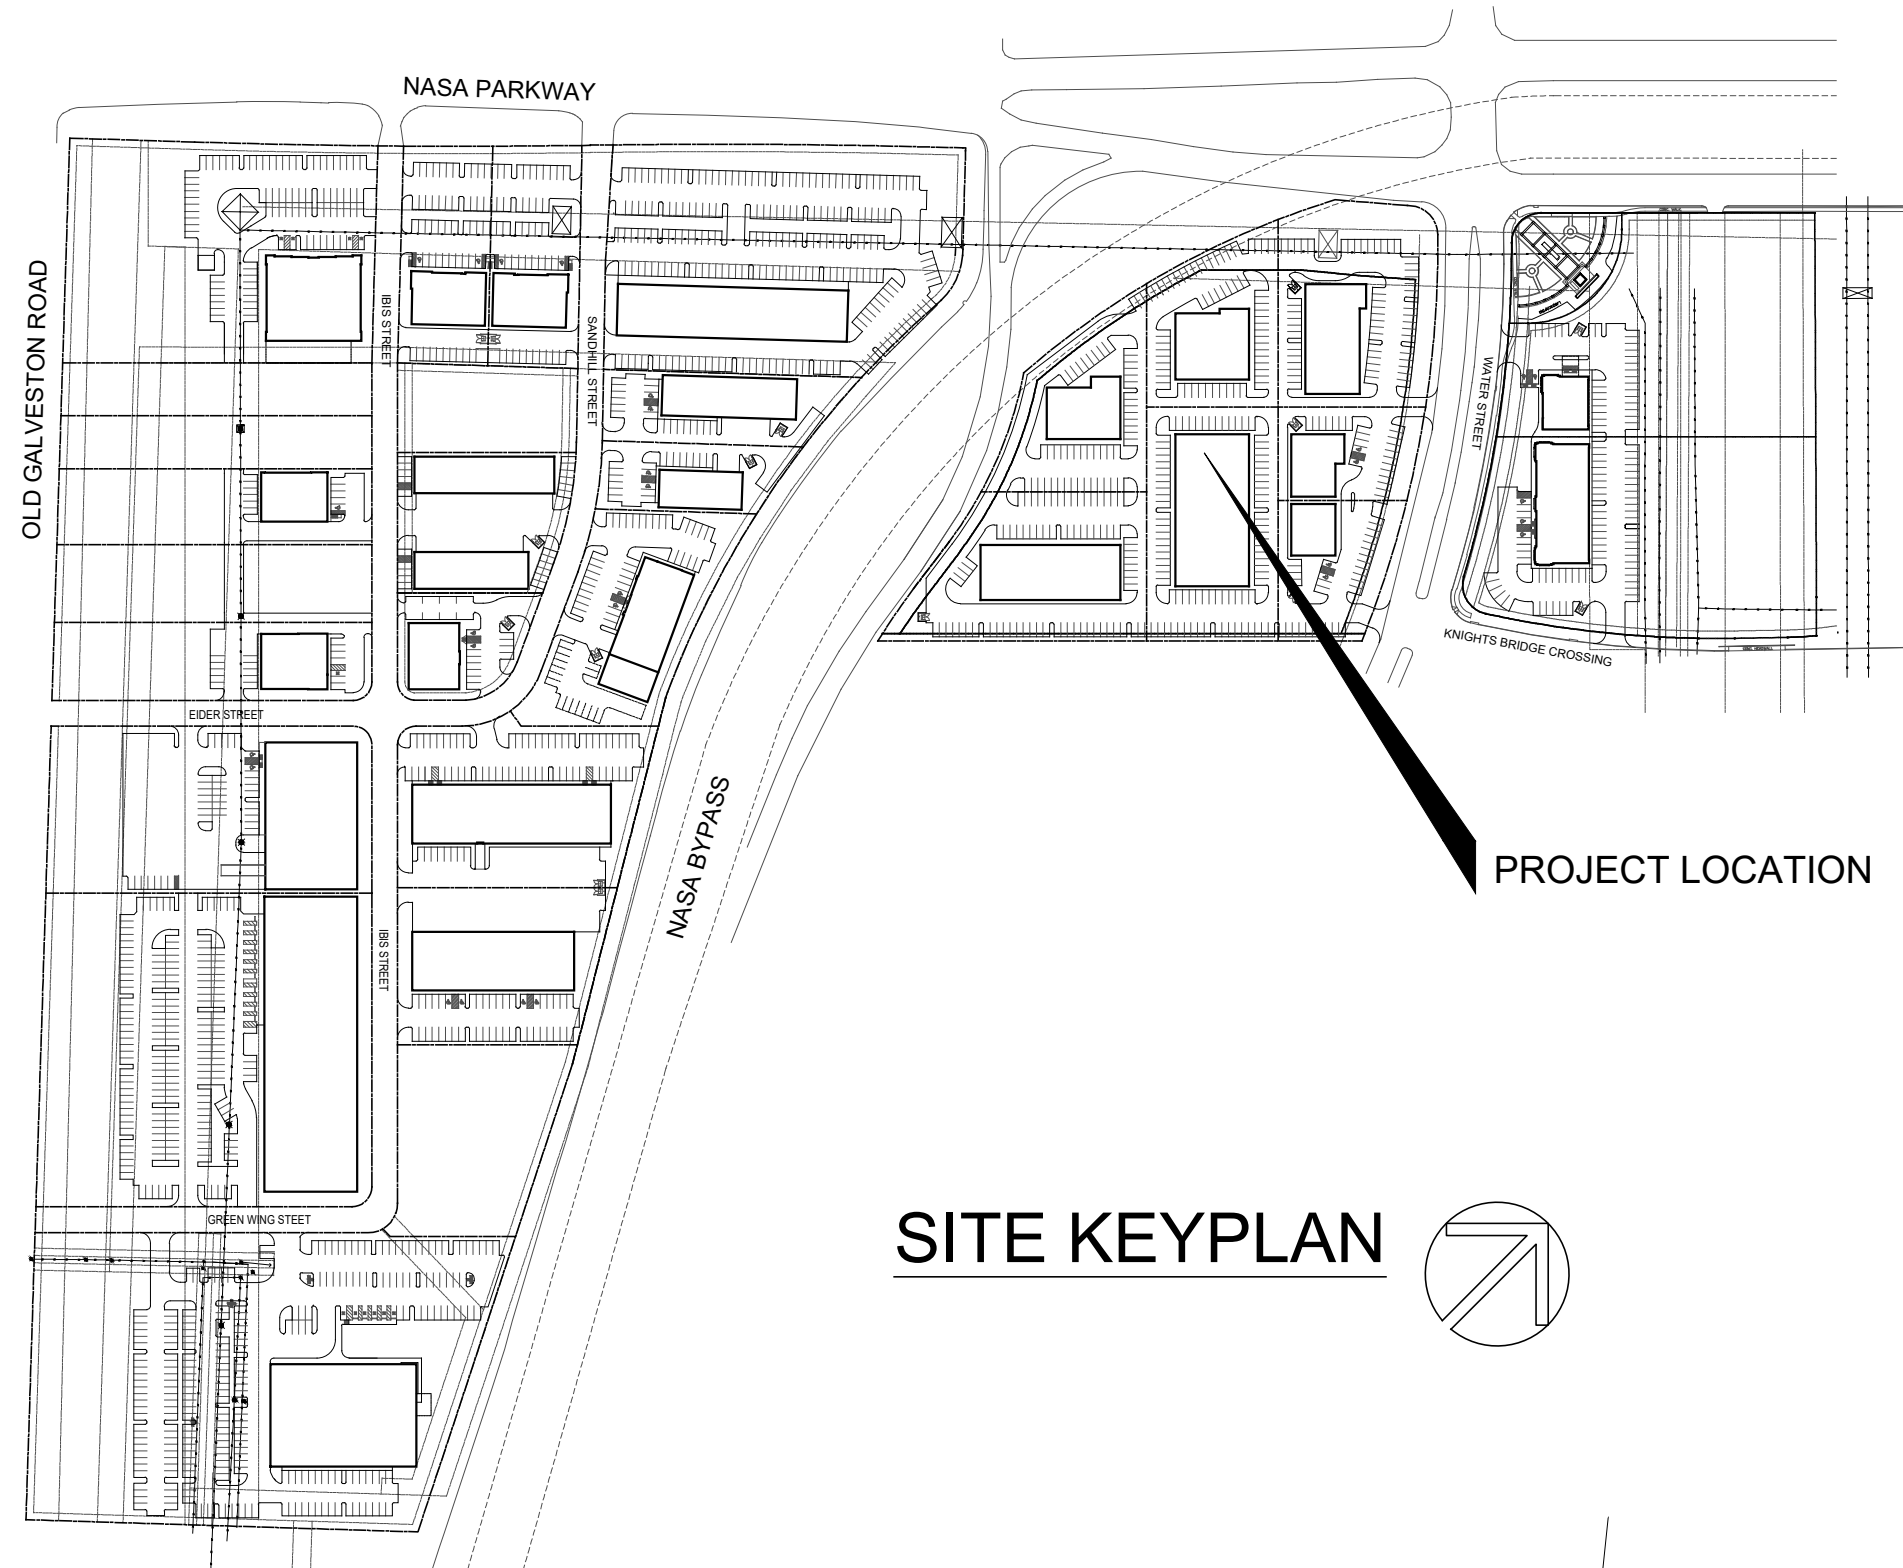 NASA PARKWAY
OLD GALVESTON ROAD
IBIS STREET
SANDHILL STREET
WATER STREET
KNIGHTS BRIDGE CROSSING
EIDER STREET
NASA BYPASS
PROJECT LOCATION
IBIS STREET
GREEN WING STEET
SITE KEYPLAN